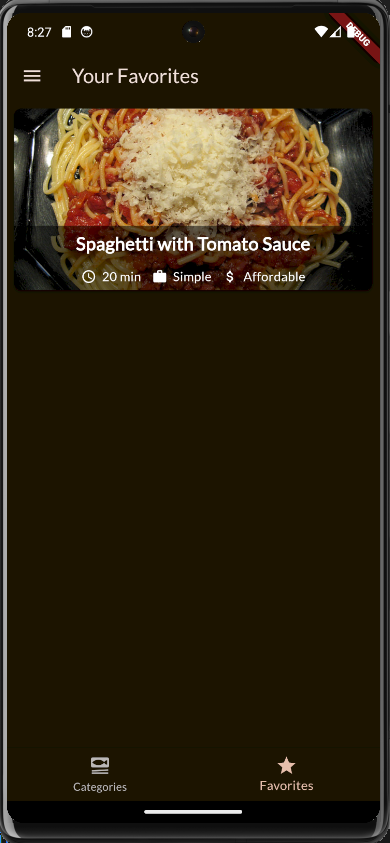 8:27
DEBUG
Your Favorites
Spaghetti with Tomato Sauce
20 min Simple $ Affordable
Categories Favorites